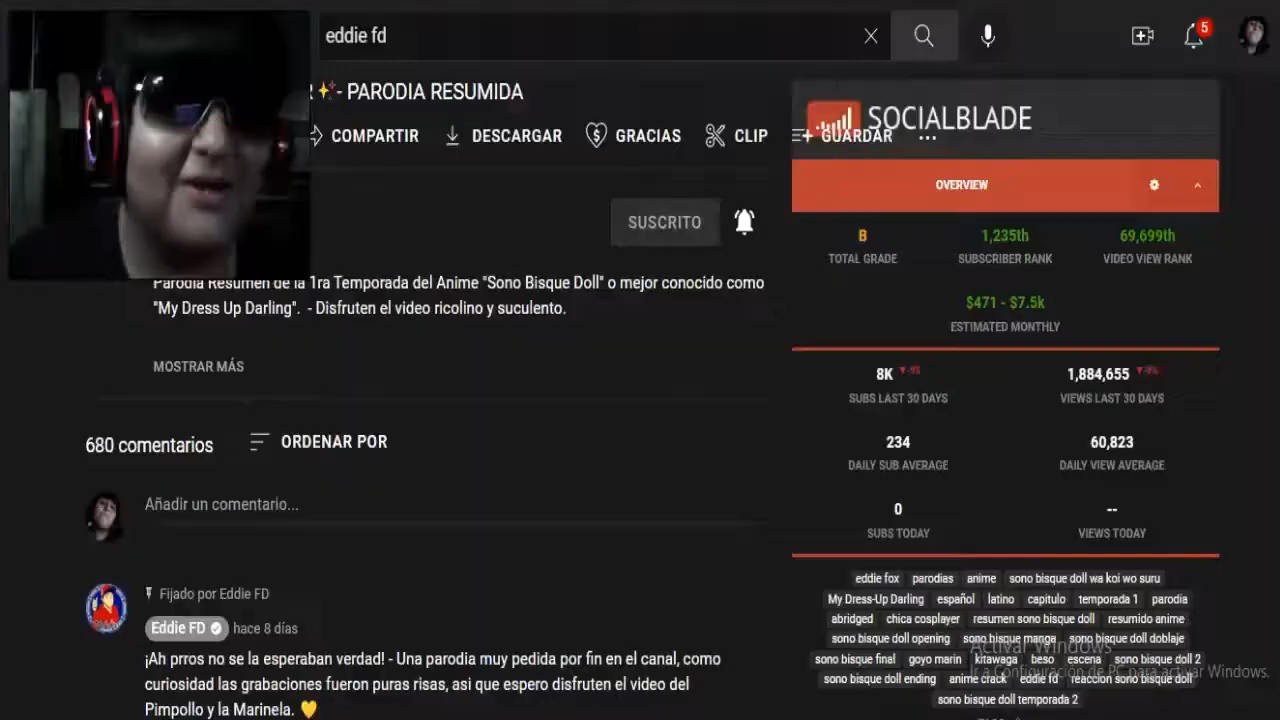 eddie fd
5
R✨- PARODIA RESUMIDA
COMPARTIR DESCARGAR GRACIAS CLIP GUARDAR ...
SUSCRITO
Parodia Resumen de la 1ra Temporada del Anime "Sono Bisque Doll" o mejor conocido como
"My Dress Up Darling". - Disfruten el video ricolino y suculento.
MOSTRAR MÁS
680 comentarios ORDENAR POR
Añadir un comentario...
Fijado por Eddie FD
Eddie FD hace 8 días
¡Ah prros no se la esperaban verdad! - Una parodia muy pedida por fin en el canal, como
curiosidad las grabaciones fueron puras risas, asi que espero disfruten el video del
Pimpollo y la Marinela. 💛
SOCIALBLADE
OVERVIEW
B 1,235th 69,699th
TOTAL GRADE SUBSCRIBER RANK VIDEO VIEW RANK
$471 - $7.5k
ESTIMATED MONTHLY
8K 1,884,655
SUBS LAST 30 DAYS VIEWS LAST 30 DAYS
234 60,823
DAILY SUB AVERAGE DAILY VIEW AVERAGE
0 --
SUBS TODAY VIEWS TODAY
eddie fox parodias anime sono bisque doll wa koi wo suru
My Dress-Up Darling español latino capitulo temporada 1 parodia
abridged chica cosplayer resumen sono bisque doll resumido anime
sono bisque doll opening sono bisque manga sono bisque doll doblaje
sono bisque final gojo marin kitawaga beso escena sono bisque doll 2
sono bisque doll ending anime crack eddie fd reaccion sono bisque doll
sono bisque doll temporada 2
Activar Windows
Ir a Configuración de PC para activar Windows.